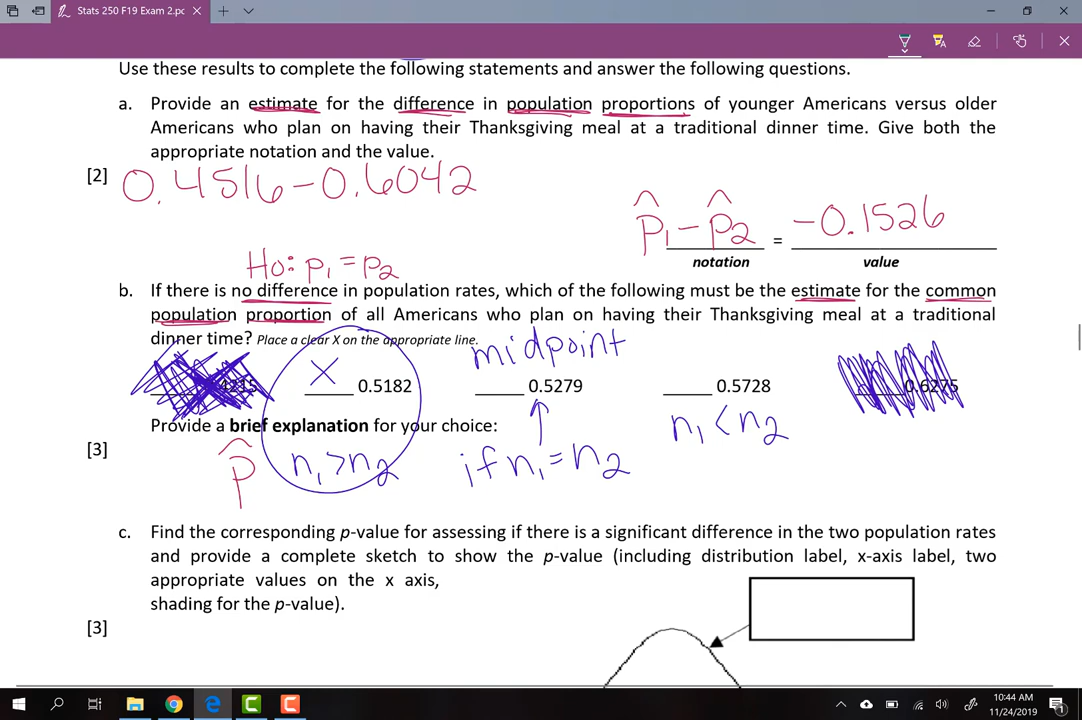 Stats 250 F19 Exam 2.pc
Use these results to complete the following statements and answer the following questions.
a. Provide an estimate for the difference in population proportions of younger Americans versus older
Americans who plan on having their Thanksgiving meal at a traditional dinner time. Give both the
appropriate notation and the value.
[2] 0.4516-0.6042
p̂1 - p̂2 = -0.1526
notation value
Ho: p1 = p2
b. If there is no difference in population rates, which of the following must be the estimate for the common
population proportion of all Americans who plan on having their Thanksgiving meal at a traditional
dinner time? Place a clear X on the appropriate line.
midpoint
X 0.5182 0.5279 0.5728 0.6275
Provide a brief explanation for your choice:
n1 < n2
[3] p̂ n1 > n2 if n1 = n2
c. Find the corresponding p-value for assessing if there is a significant difference in the two population rates
and provide a complete sketch to show the p-value (including distribution label, x-axis label, two
appropriate values on the x axis,
shading for the p-value).
[3]
10:44 AM
11/24/2019